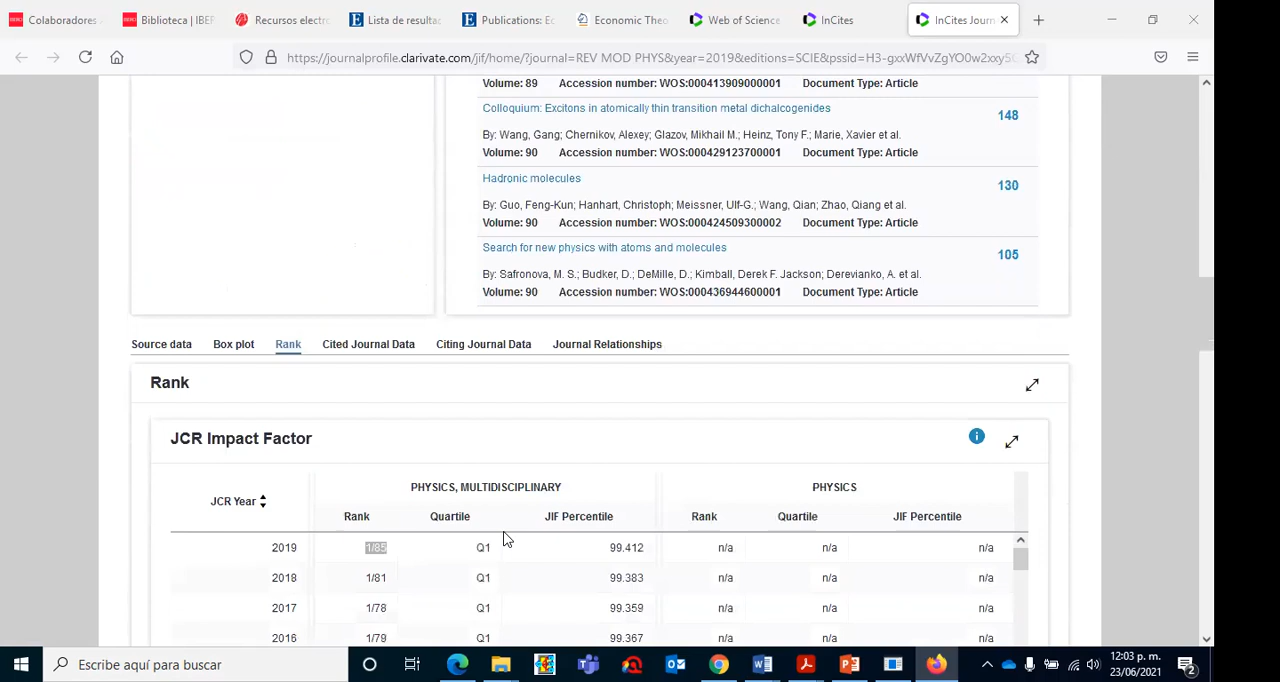 Colaboradores
Biblioteca | IBER
Recursos electro
Lista de resulta
Publications: Ec
Economic Theo
Web of Science
InCites
InCites Journ
https://journalprofile.clarivate.com/jif/home/?journal=REV MOD PHYS&year=2019&editions=SCIE&pssid=H3-
Volume: 89 Accession number: WOS:000413909000001 Document Type: Article
Colloquium: Excitons in atomically thin transition metal dichalcogenides
148
By: Wang, Gang; Chernikov, Alexey; Glazov, Mikhail M.; Heinz, Tony F.; Marie, Xavier et al.
Volume: 90 Accession number: WOS:000429123700001 Document Type: Article
Hadronic molecules
130
By: Guo, Feng-Kun; Hanhart, Christoph; Meissner, Ulf-G.; Wang, Qian; Zhao, Qiang et al.
Volume: 90 Accession number: WOS:000424509300002 Document Type: Article
Search for new physics with atoms and molecules
105
By: Safronova, M. S.; Budker, D.; DeMille, D.; Kimball, Derek F. Jackson; Derevianko, A. et al.
Volume: 90 Accession number: WOS:000436944600001 Document Type: Article
Source data Box plot Rank Cited Journal Data Citing Journal Data Journal Relationships
Rank
JCR Impact Factor
PHYSICS, MULTIDISCIPLINARY PHYSICS
JCR Year
Rank Quartile JIF Percentile Rank Quartile JIF Percentile
2019 1/85 Q1 99.412 n/a n/a n/a
2018 1/81 Q1 99.383 n/a n/a n/a
2017 1/78 Q1 99.359 n/a n/a n/a
2016 1/79 Q1 99.367 n/a n/a n/a
Escribe aquí para buscar
12:03 p. m.
23/06/2021
2